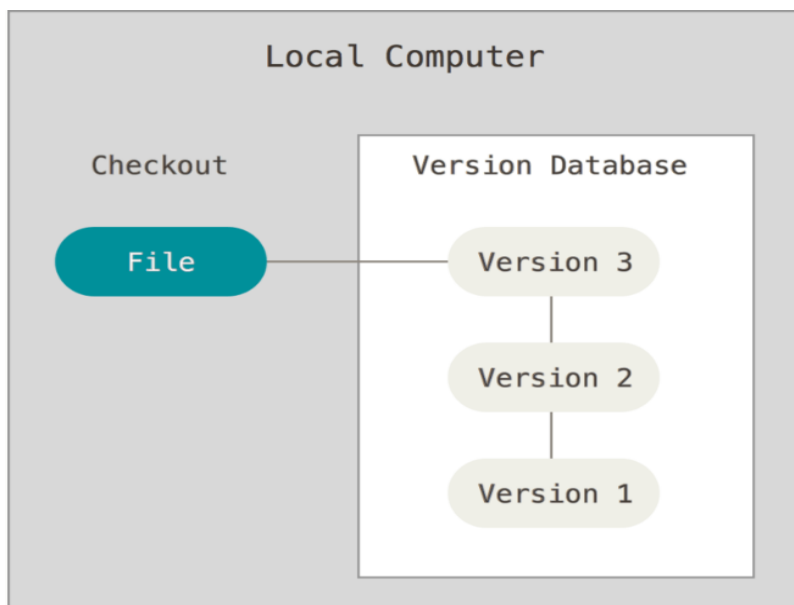 Local Computer
Checkout
Version Database
File
Version 3
Version 2
Version 1